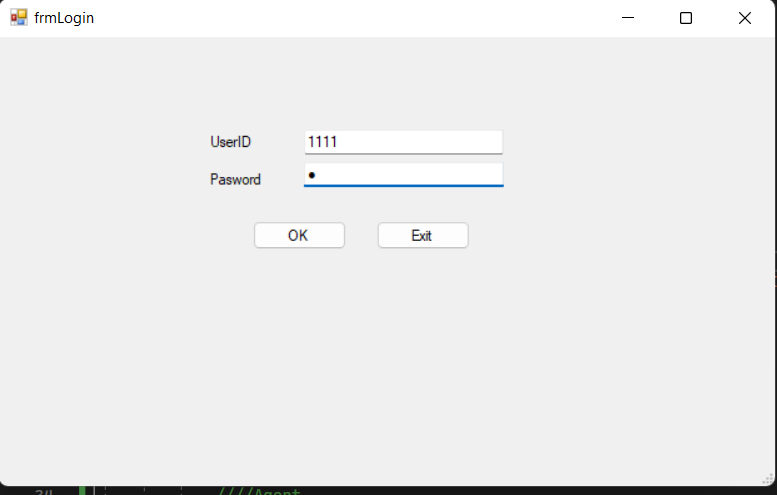 frmLogin
UserID 1111
Pasword ●
OK Exit
////Agent